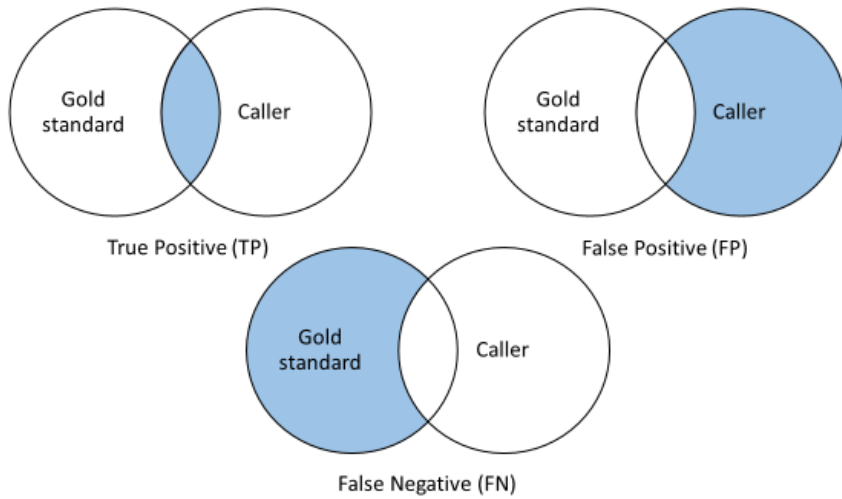 Gold
standard
Caller
True Positive (TP)
Gold
standard
Caller
False Positive (FP)
Gold
standard
Caller
False Negative (FN)